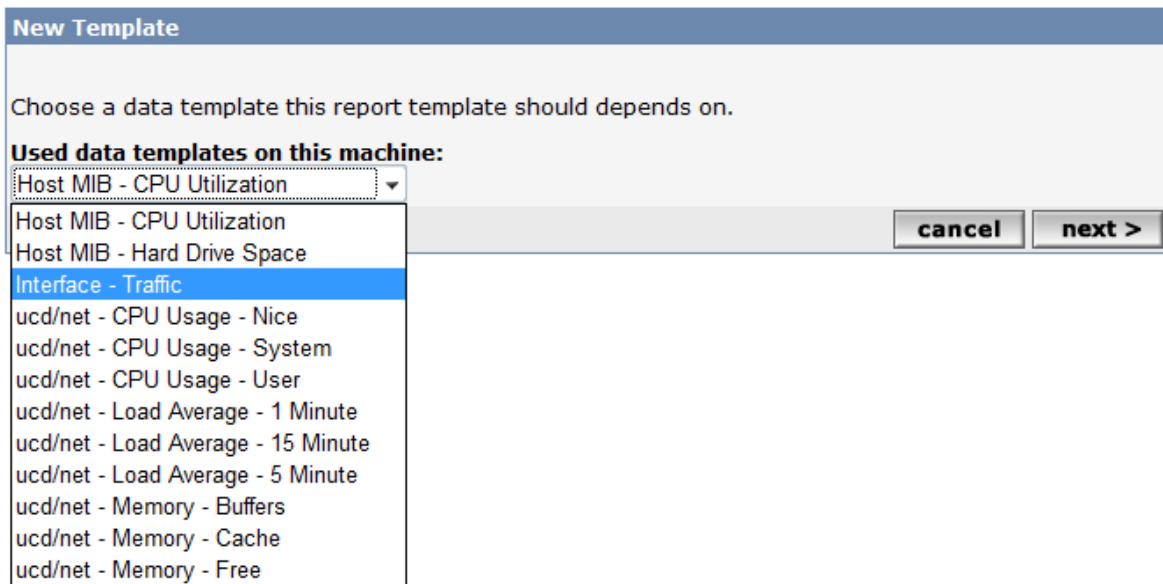 New Template
Choose a data template this report template should depends on.
Used data templates on this machine:
Host MIB - CPU Utilization
Host MIB - CPU Utilization
cancel next >
Host MIB - Hard Drive Space
Interface - Traffic
ucd/net - CPU Usage - Nice
ucd/net - CPU Usage - System
ucd/net - CPU Usage - User
ucd/net - Load Average - 1 Minute
ucd/net - Load Average - 15 Minute
ucd/net - Load Average - 5 Minute
ucd/net - Memory - Buffers
ucd/net - Memory - Cache
ucd/net - Memory - Free